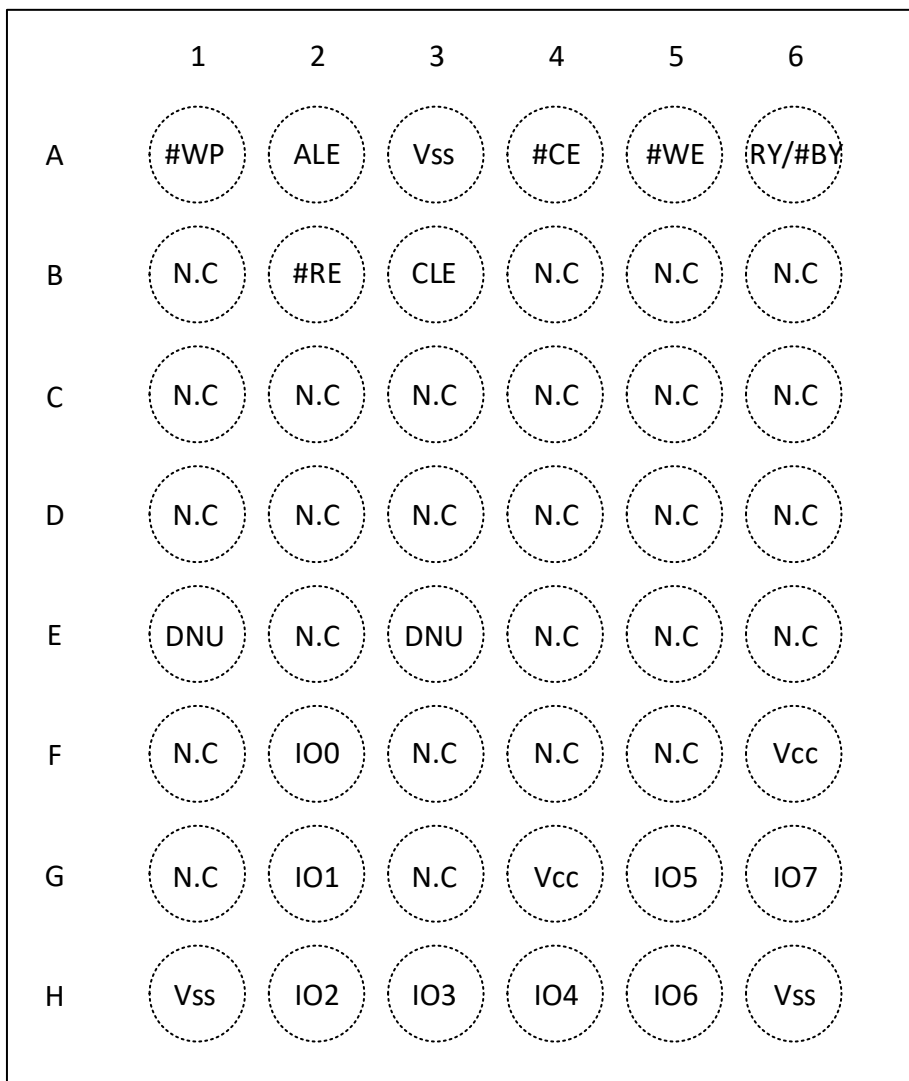 1 2 3 4 5 6
A #WP ALE Vss #CE #WE RY/#BY
B N.C #RE CLE N.C N.C N.C
C N.C N.C N.C N.C N.C N.C
D N.C N.C N.C N.C N.C N.C
E DNU N.C DNU N.C N.C N.C
F N.C IO0 N.C N.C N.C Vcc
G N.C IO1 N.C Vcc IO5 IO7
H Vss IO2 IO3 IO4 IO6 Vss